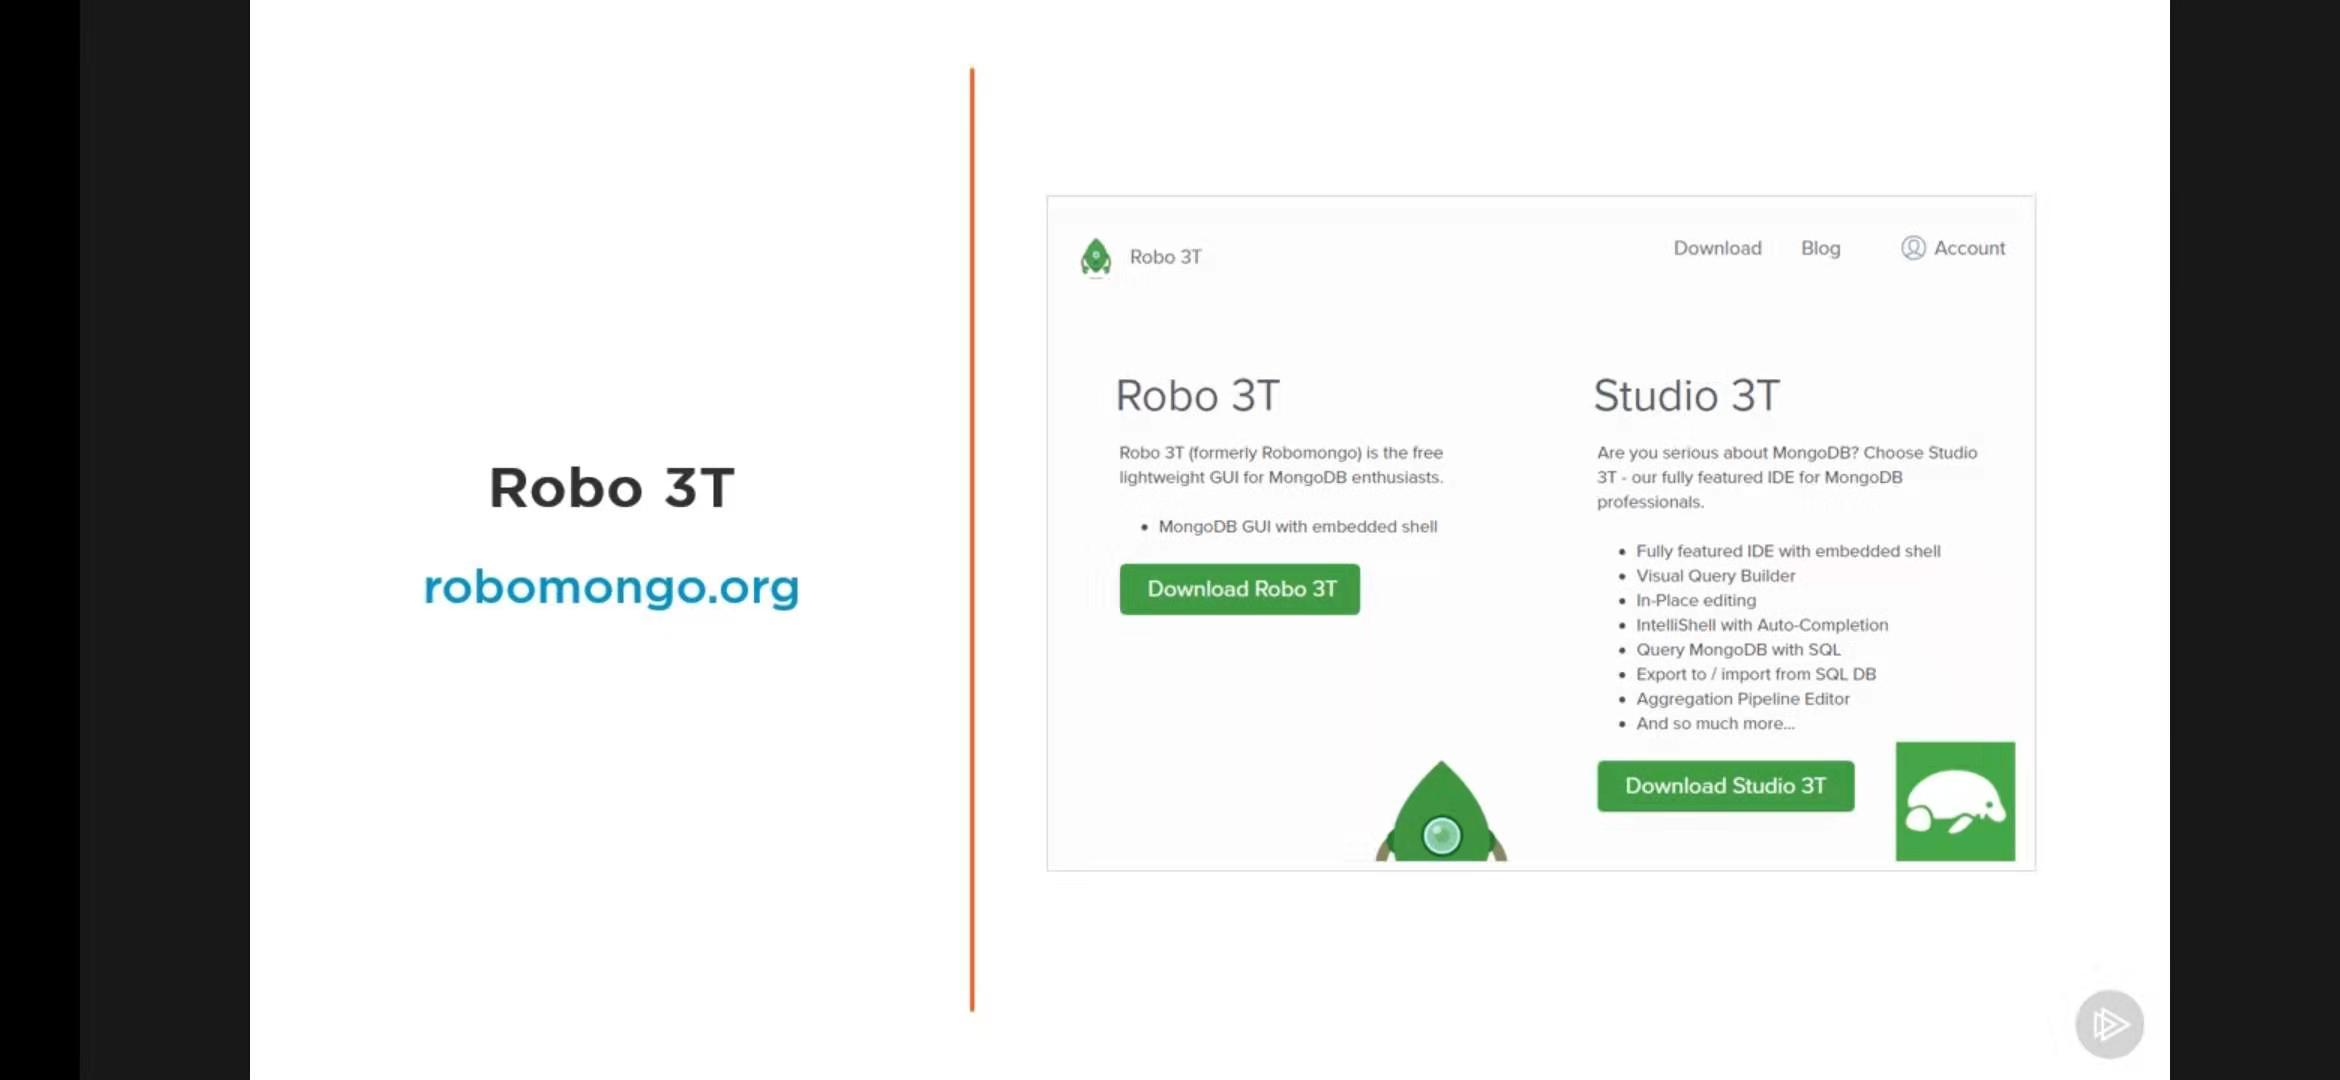 Robo 3T
robomongo.org
Robo 3T
Download
Blog
Account
Robo 3T
Robo 3T (formerly Robomongo) is the free
lightweight GUI for MongoDB enthusiasts.
• MongoDB GUI with embedded shell
Download Robo 3T
Studio 3T
Are you serious about MongoDB? Choose Studio
3T - our fully featured IDE for MongoDB
professionals.
• Fully featured IDE with embedded shell
• Visual Query Builder
• In-Place editing
• IntelliShell with Auto-Completion
• Query MongoDB with SQL
• Export to / import from SQL DB
• Aggregation Pipeline Editor
• And so much more...
Download Studio 3T